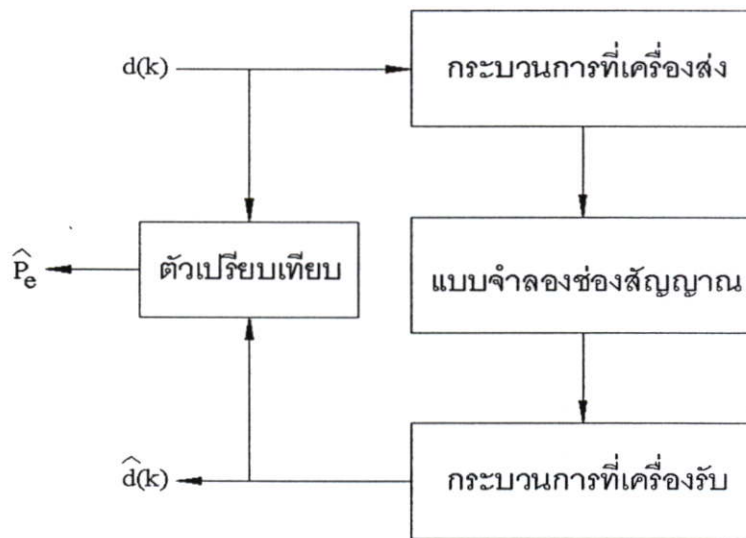 d(k)
กระบวนการที่เครื่องส่ง
P̂e
ตัวเปรียบเทียบ
แบบจำลองช่องสัญญาณ
d̂(k)
กระบวนการที่เครื่องรับ